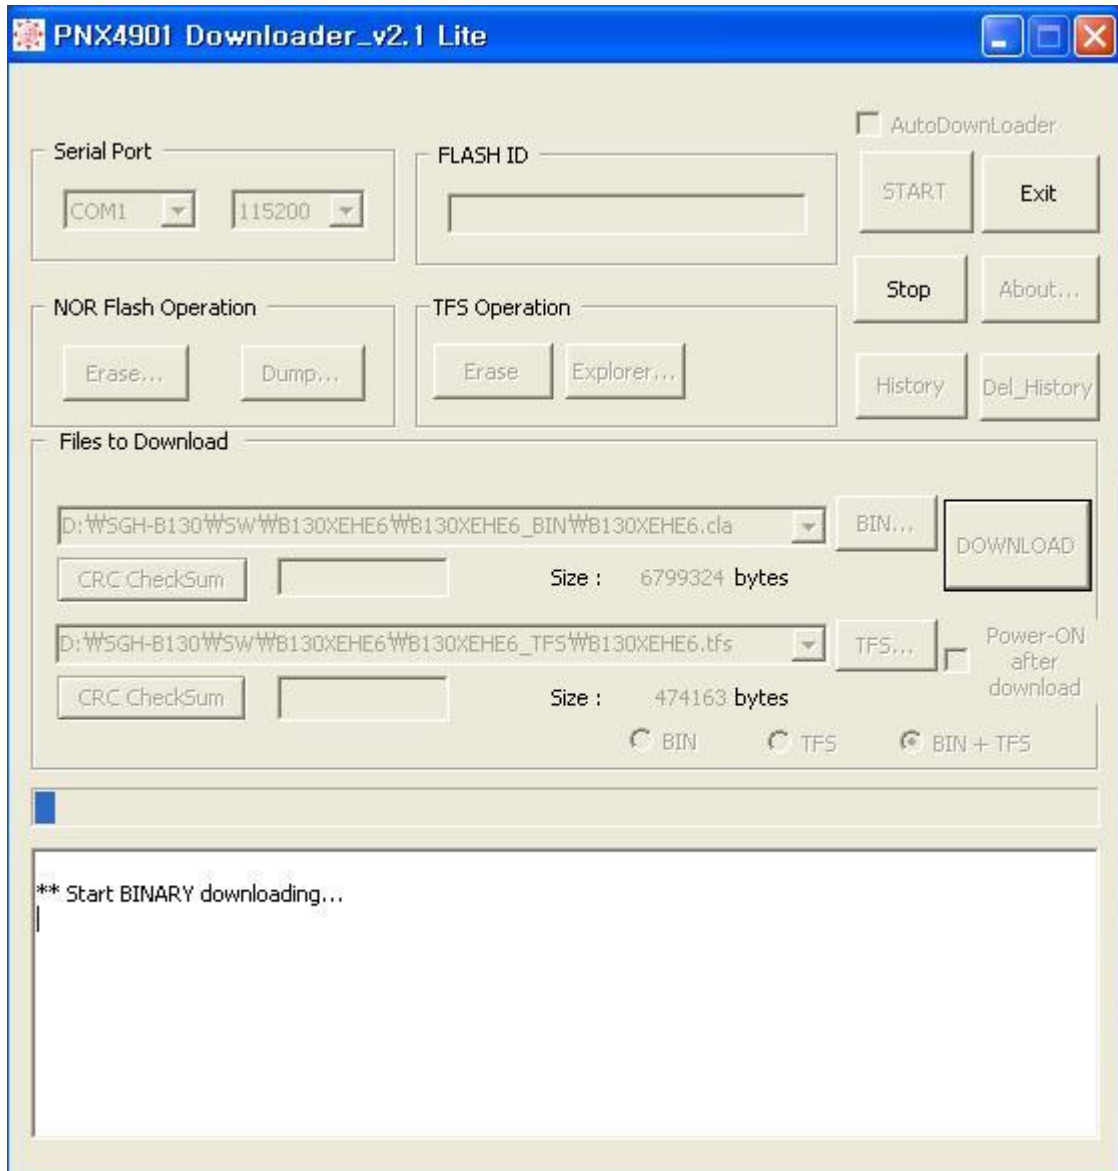 PNX4901 Downloader_v2.1 Lite
AutoDownLoader
Serial Port
FLASH ID
COM1
115200
START
Exit
Stop
About...
NOR Flash Operation
TFS Operation
Erase...
Dump...
Erase
Explorer...
History
Del_History
Files to Download
D:₩SGH-B130₩SW₩B130XEHE6₩B130XEHE6_BIN₩B130XEHE6.cla
BIN...
DOWNLOAD
CRC CheckSum
Size : 6799324 bytes
D:₩SGH-B130₩SW₩B130XEHE6₩B130XEHE6_TFS₩B130XEHE6.tfs
TFS...
Power-ON
after
download
CRC CheckSum
Size : 474163 bytes
BIN
TFS
BIN + TFS
** Start BINARY downloading...